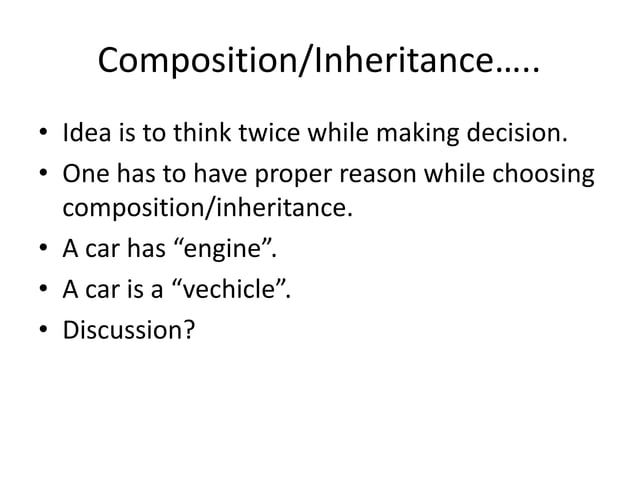 Composition/Inheritance…..
• Idea is to think twice while making decision.
• One has to have proper reason while choosing
composition/inheritance.
• A car has “engine”.
• A car is a “vechicle”.
• Discussion?